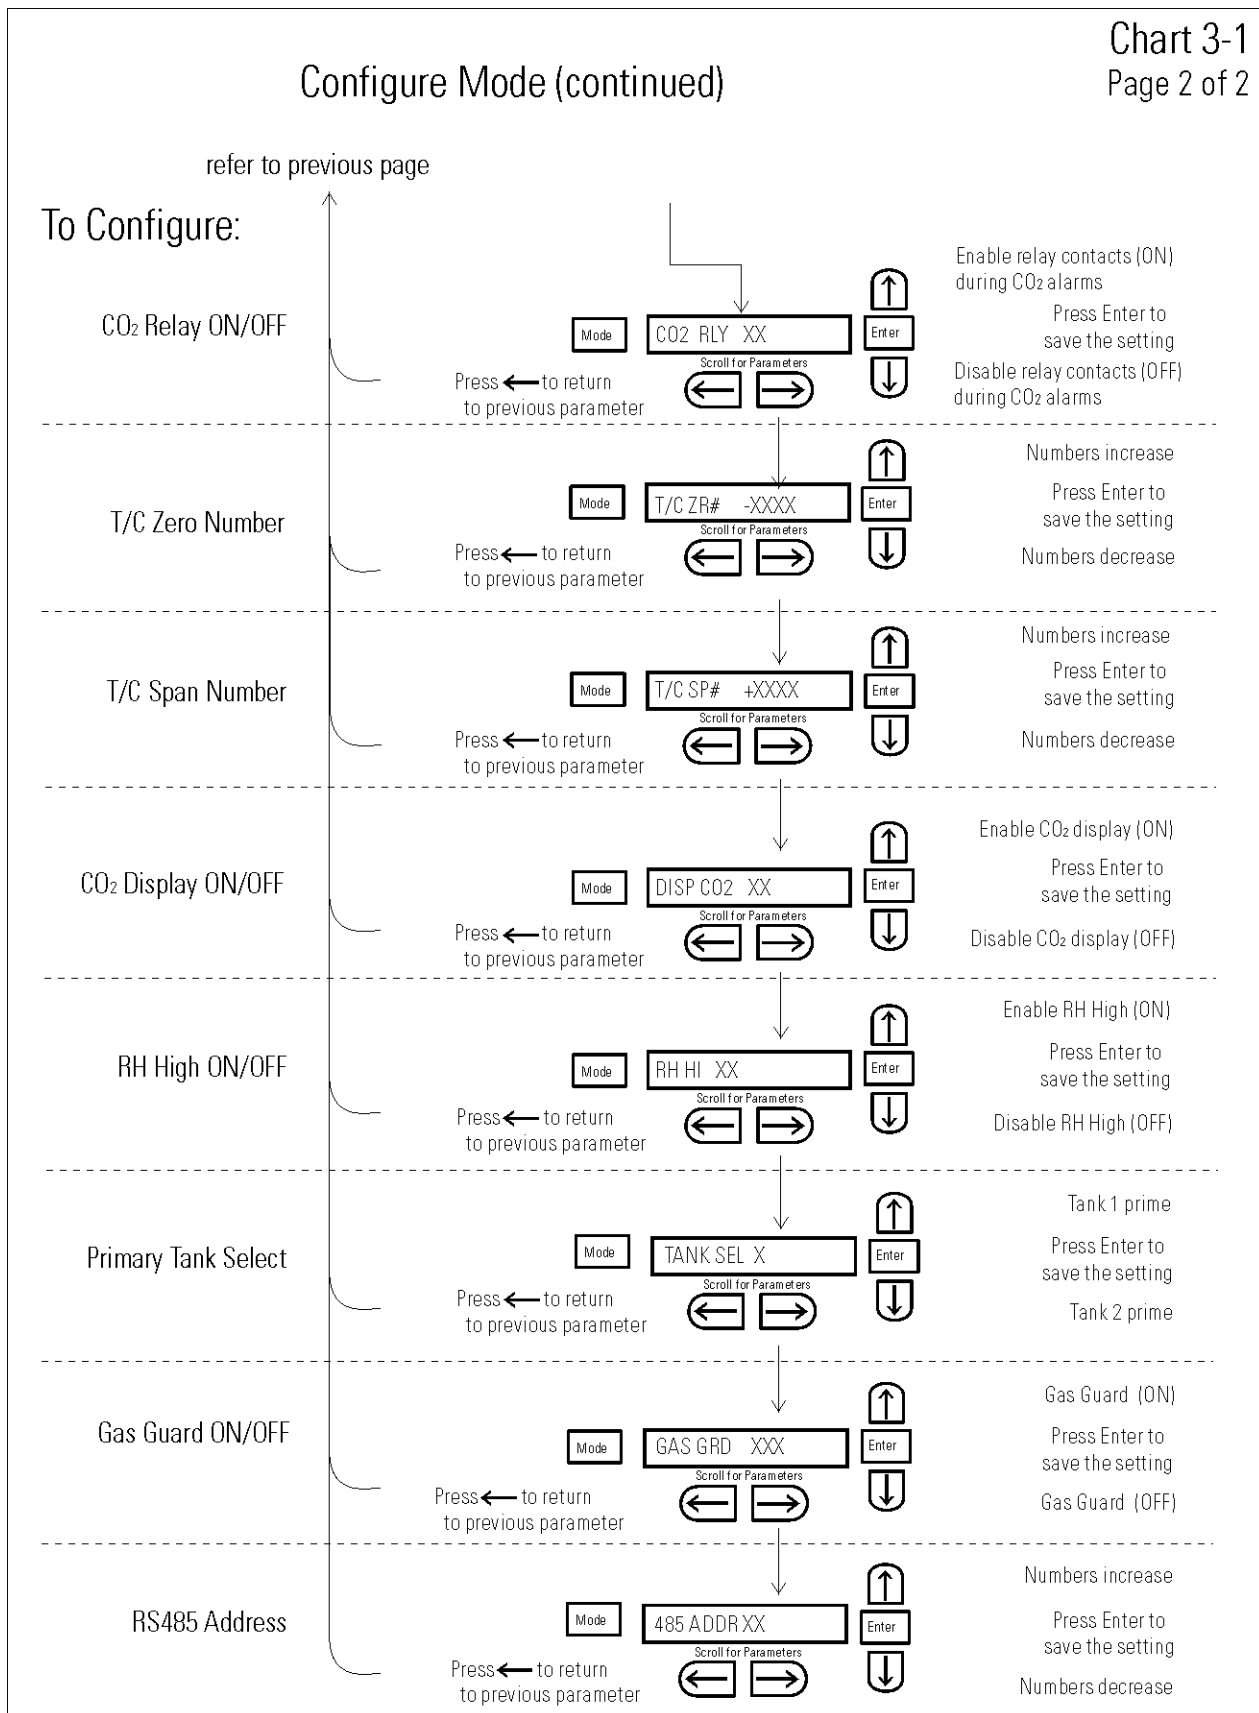 Chart 3-1
Configure Mode (continued)
Page 2 of 2
refer to previous page
To Configure:
Enable relay contacts (ON)
during CO₂ alarms
CO₂ Relay ON/OFF
Mode
CO2 RLY XX
Enter
Press Enter to
save the setting
Scroll for Parameters
Press ← to return
to previous parameter
← →
Disable relay contacts (OFF)
during CO₂ alarms
Numbers increase
T/C Zero Number
Mode
T/C ZR# -XXXX
Enter
Press Enter to
save the setting
Scroll for Parameters
Press ← to return
to previous parameter
← →
Numbers decrease
Numbers increase
T/C Span Number
Mode
T/C SP# +XXXX
Enter
Press Enter to
save the setting
Scroll for Parameters
Press ← to return
to previous parameter
← →
Numbers decrease
Enable CO₂ display (ON)
CO₂ Display ON/OFF
Mode
DISP CO2 XX
Enter
Press Enter to
save the setting
Scroll for Parameters
Press ← to return
to previous parameter
← →
Disable CO₂ display (OFF)
Enable RH High (ON)
RH High ON/OFF
Mode
RH HI XX
Enter
Press Enter to
save the setting
Scroll for Parameters
Press ← to return
to previous parameter
← →
Disable RH High (OFF)
Tank 1 prime
Primary Tank Select
Mode
TANK SEL X
Enter
Press Enter to
save the setting
Scroll for Parameters
Press ← to return
to previous parameter
← →
Tank 2 prime
Gas Guard (ON)
Gas Guard ON/OFF
Mode
GAS GRD XXX
Enter
Press Enter to
save the setting
Scroll for Parameters
Press ← to return
to previous parameter
← →
Gas Guard (OFF)
Numbers increase
RS485 Address
Mode
485 ADDR XX
Enter
Press Enter to
save the setting
Scroll for Parameters
Press ← to return
to previous parameter
← →
Numbers decrease